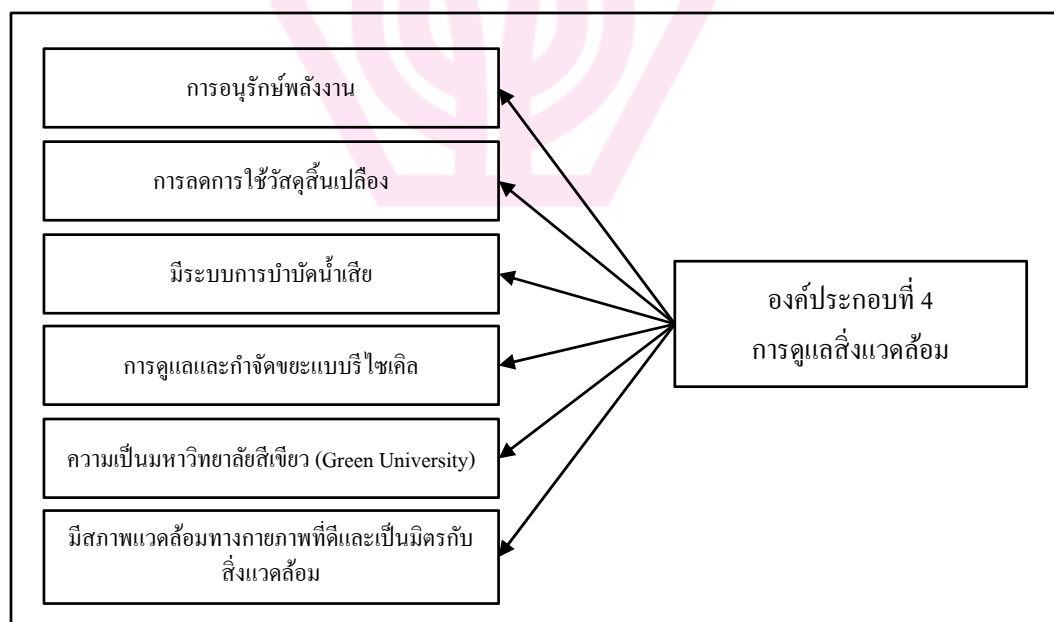 การอนุรักษ์พลังงาน
การลดการใช้วัสดุสิ้นเปลือง
มีระบบการบำบัดน้ำเสีย
การดูแลและกำจัดขยะแบบรีไซเคิล
ความเป็นมหาวิทยาลัยสีเขียว (Green University)
มีสภาพแวดล้อมทางกายภาพที่ดีและเป็นมิตรกับ
สิ่งแวดล้อม
องค์ประกอบที่ 4
การดูแลสิ่งแวดล้อม